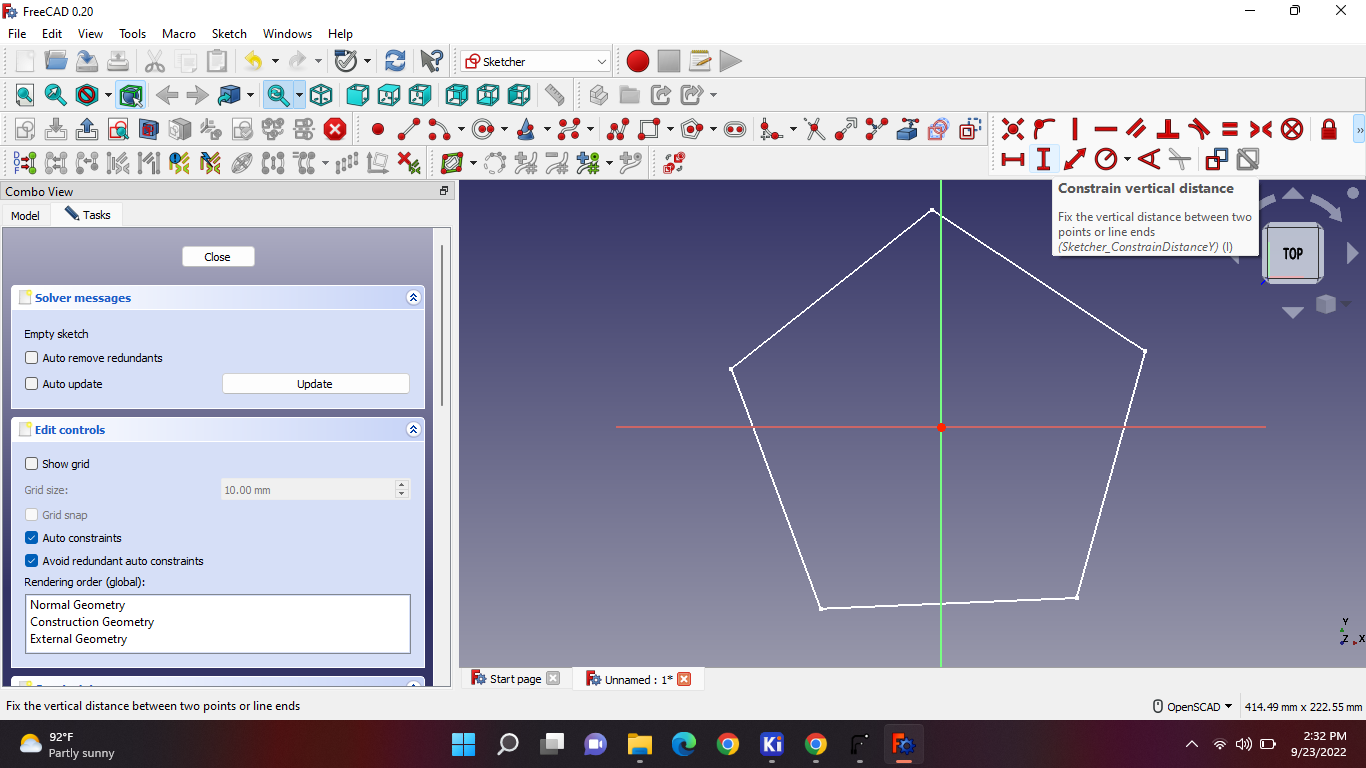 FreeCAD 0.20
File Edit View Tools Macro Sketch Windows Help
Sketcher
Combo View
Model Tasks
Close
Solver messages
Empty sketch
Auto remove redundants
Auto update Update
Edit controls
Show grid
Grid size: 10.00 mm
Grid snap
Auto constraints
Avoid redundant auto constraints
Rendering order (global):
Normal Geometry
Construction Geometry
External Geometry
Constrain vertical distance
Fix the vertical distance between two
points or line ends
(Sketcher_ConstrainDistanceY) (I)
TOP
Y
Z X
Start page Unnamed : 1*
Fix the vertical distance between two points or line ends
OpenSCAD 414.49 mm x 222.55 mm
92°F
Partly sunny
Ki
2:32 PM
9/23/2022